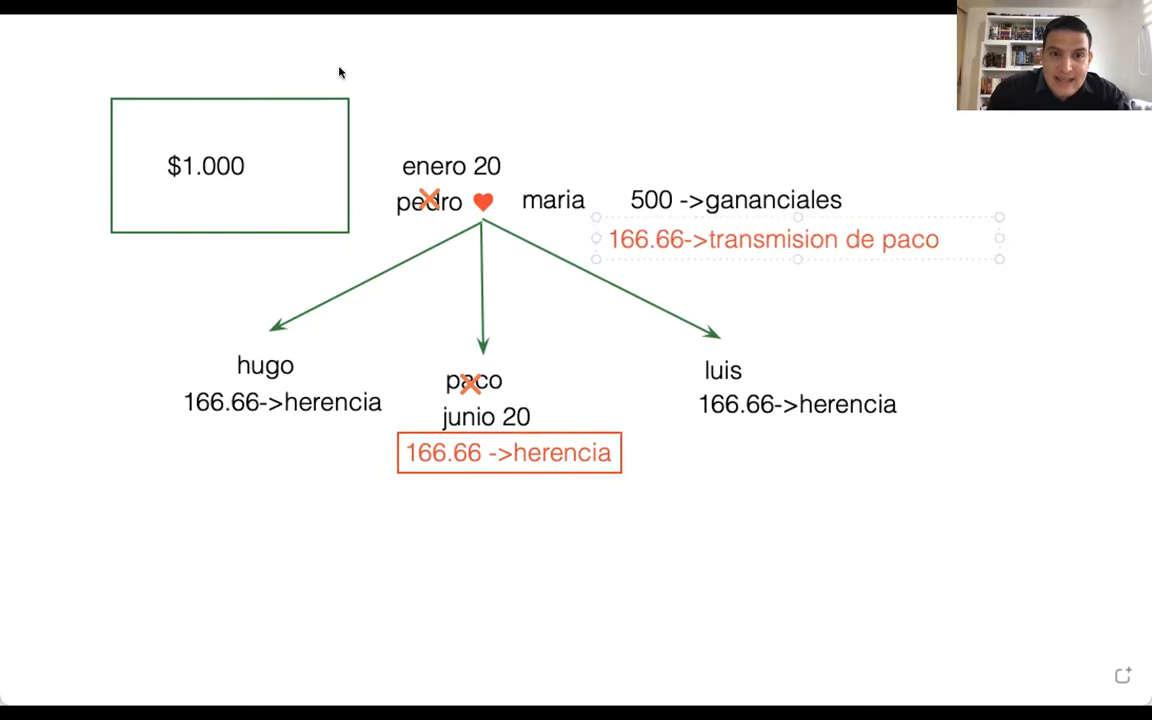 $1.000
enero 20
pedro
maria
500 ->gananciales
166.66->transmision de paco
hugo
166.66->herencia
paco
junio 20
166.66 ->herencia
luis
166.66->herencia